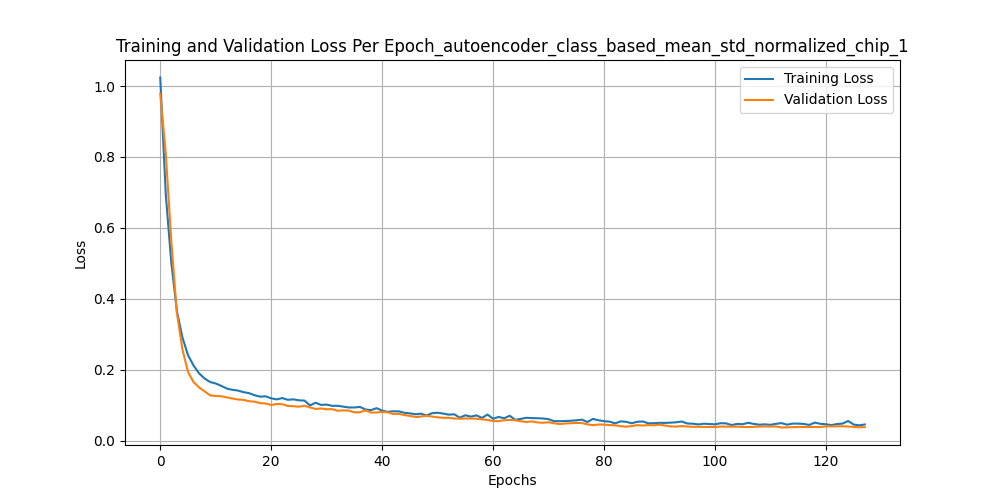 Training and Validation Loss Per Epoch_autoencoder_class_based_mean_std_normalized_chip_1
Training Loss
Validation Loss
1.0
0.8
0.6
0.4
0.2
0.0
Loss
0 20 40 60 80 100 120
Epochs